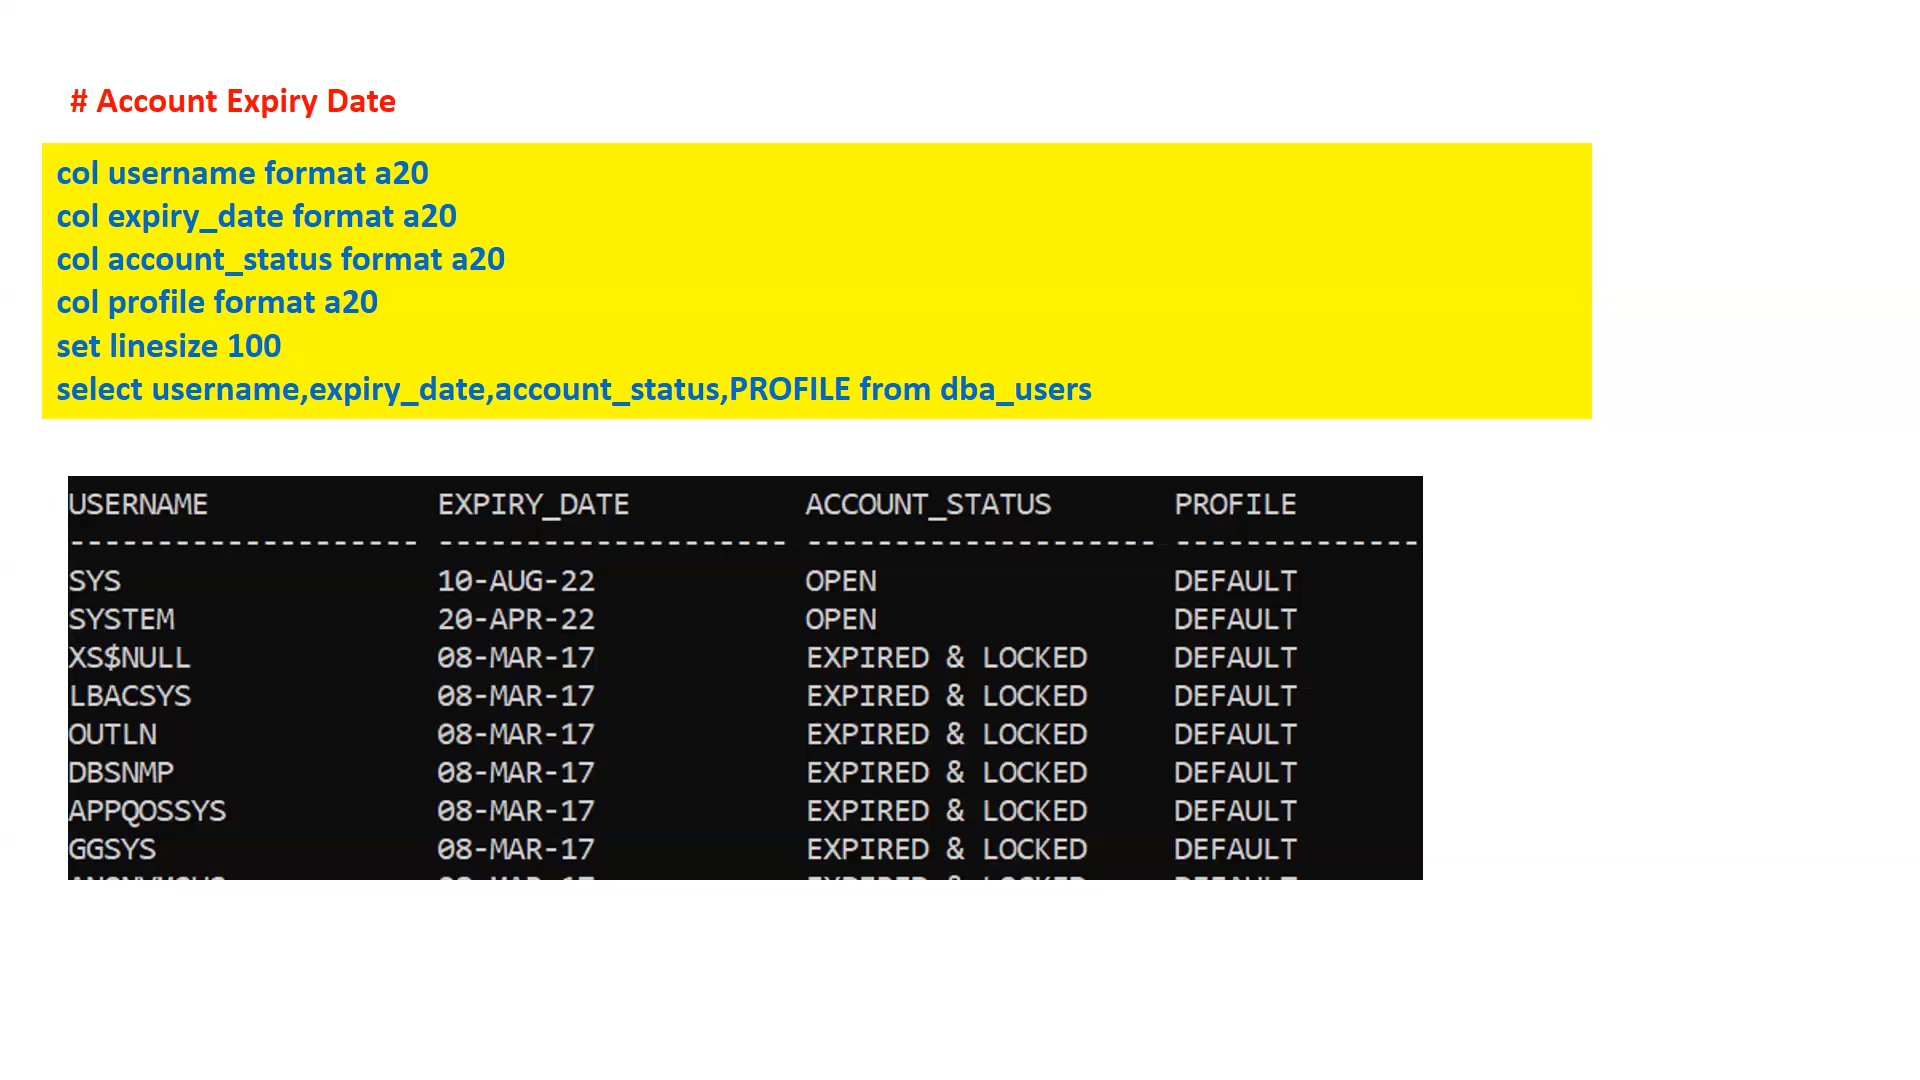 # Account Expiry Date
col username format a20
col expiry_date format a20
col account_status format a20
col profile format a20
set linesize 100
select username,expiry_date,account_status,PROFILE from dba_users
USERNAME EXPIRY_DATE ACCOUNT_STATUS PROFILE
-------------------- -------------------- -------------------- --------------
SYS 10-AUG-22 OPEN DEFAULT
SYSTEM 20-APR-22 OPEN DEFAULT
XS$NULL 08-MAR-17 EXPIRED & LOCKED DEFAULT
LBACSYS 08-MAR-17 EXPIRED & LOCKED DEFAULT
OUTLN 08-MAR-17 EXPIRED & LOCKED DEFAULT
DBSNMP 08-MAR-17 EXPIRED & LOCKED DEFAULT
APPQOSSYS 08-MAR-17 EXPIRED & LOCKED DEFAULT
GGSYS 08-MAR-17 EXPIRED & LOCKED DEFAULT